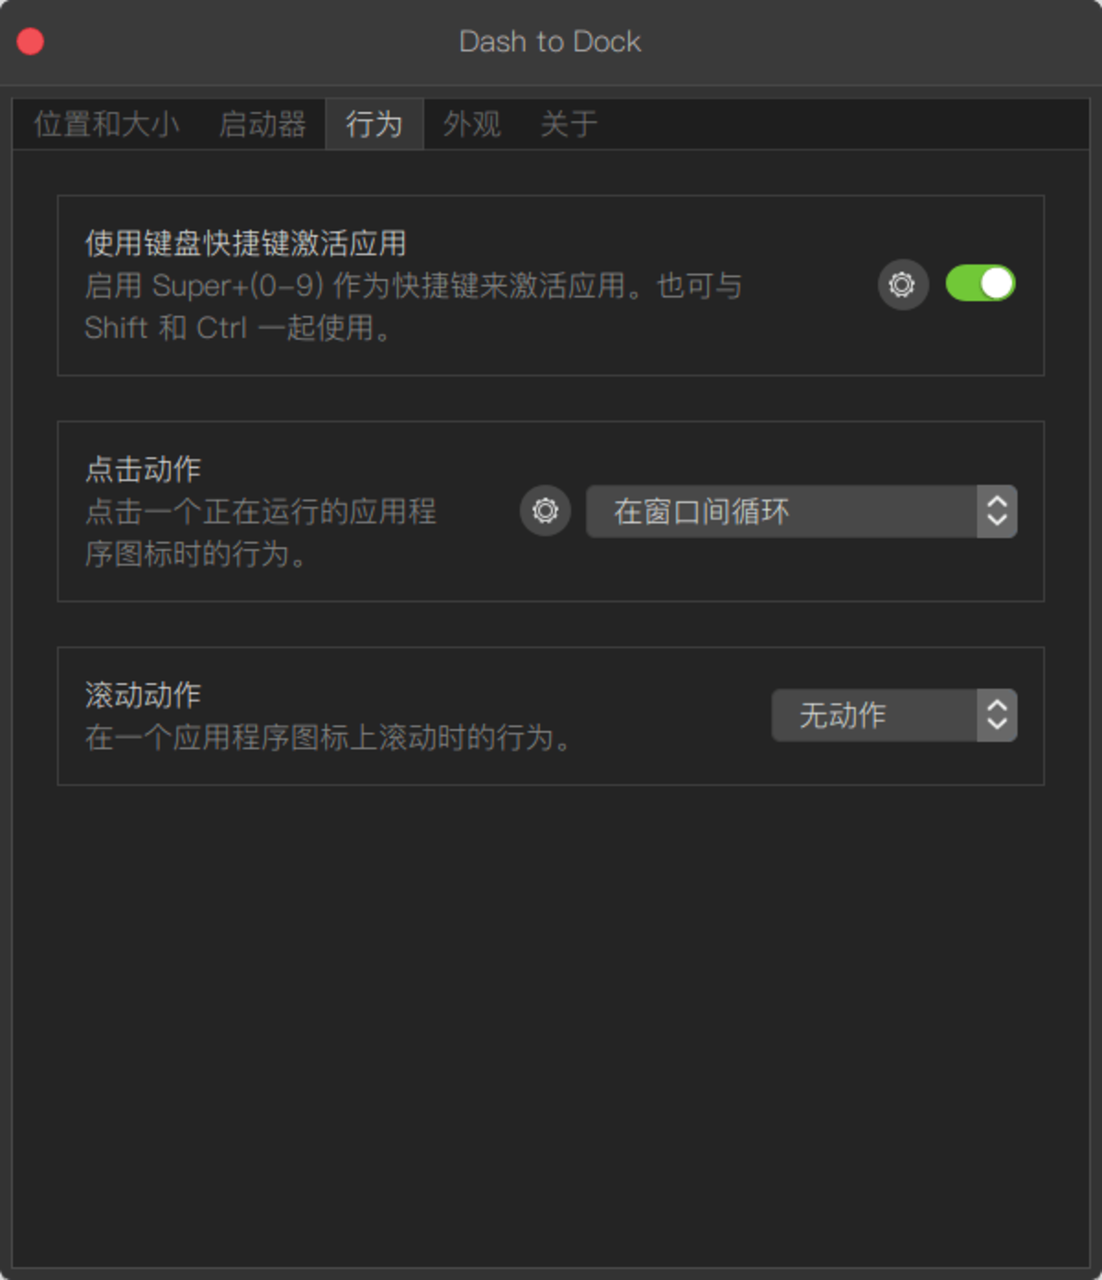 Dash to Dock
位置和大小 启动器 行为 外观 关于
使用键盘快捷键激活应用
启用 Super+(0-9) 作为快捷键来激活应用。也可与
Shift 和 Ctrl 一起使用。
点击动作
点击一个正在运行的应用程
序图标时的行为。
在窗口间循环
滚动动作
在一个应用程序图标上滚动时的行为。
无动作